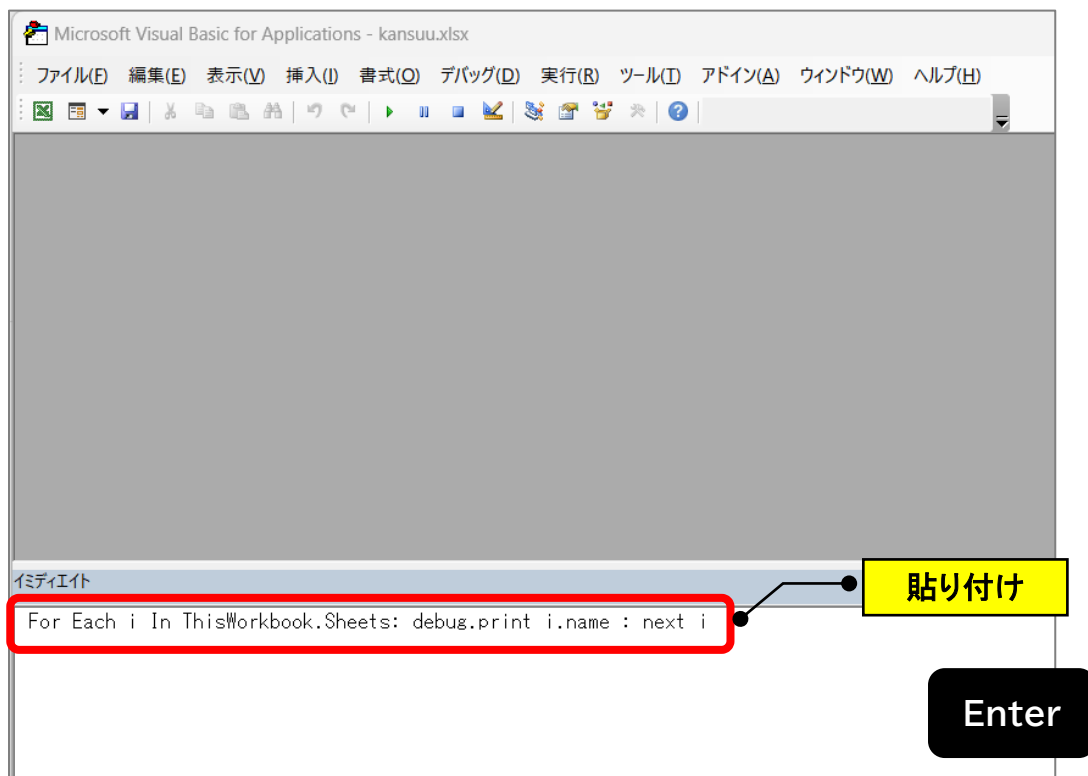 Microsoft Visual Basic for Applications - kansuu.xlsx
ファイル(F) 編集(E) 表示(V) 挿入(I) 書式(O) デバッグ(D) 実行(R) ツール(T) アドイン(A) ウィンドウ(W) ヘルプ(H)
イミディエイト
貼り付け
For Each i In ThisWorkbook.Sheets: debug.print i.name : next i
Enter